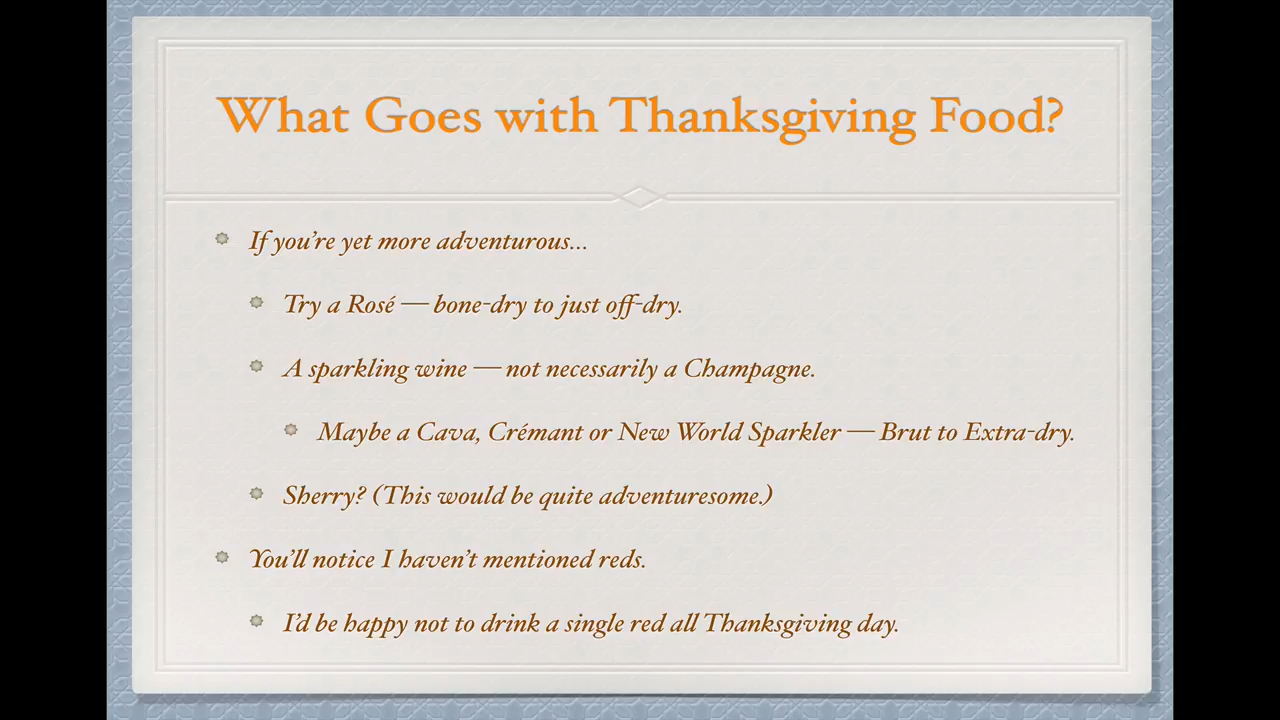 What Goes with Thanksgiving Food?
If you're yet more adventurous…
Try a Rosé — bone-dry to just off-dry.
A sparkling wine — not necessarily a Champagne.
Maybe a Cava, Crémant or New World Sparkler — Brut to Extra-dry.
Sherry? (This would be quite adventuresome.)
You'll notice I haven't mentioned reds.
I'd be happy not to drink a single red all Thanksgiving day.